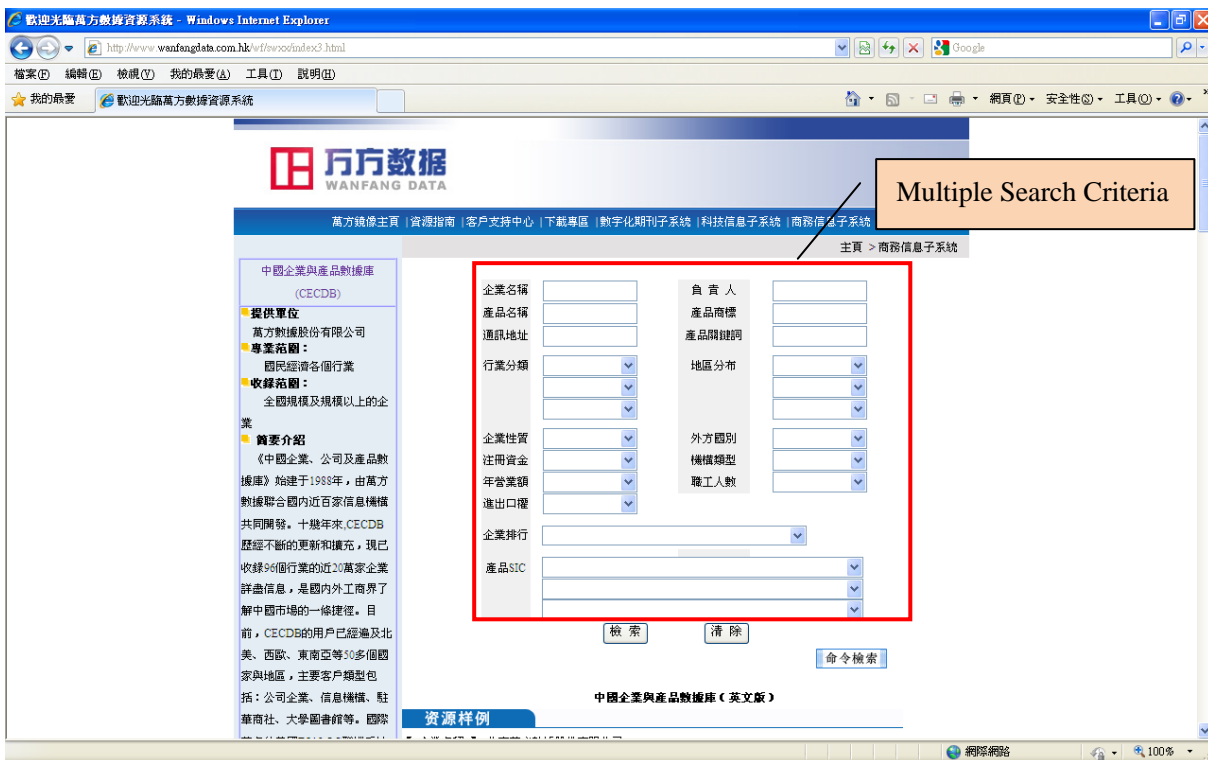 歡迎光臨萬方數據資源系統 - Windows Internet Explorer
http://www.wanfangdata.com.hk/wf/swxx/index3.html
Google
檔案(F) 編輯(E) 檢視(V) 我的最愛(A) 工具(T) 說明(H)
我的最愛
歡迎光臨萬方數據資源系統
網頁(P) 安全性(S) 工具(O)
万方数据
WANFANG DATA
Multiple Search Criteria
萬方鏡像主頁 |資源指南 |客戶支持中心 |下載專區 |數字化期刊子系統 |科技信息子系統 |商務信息子系統
主頁 >商務信息子系統
中國企業與產品數據庫
(CECDB)
提供單位
萬方數據股份有限公司
專業范圍：
國民經濟各個行業
收錄范圍：
全國規模及規模以上的企
業
簡要介紹
《中國企業、公司及產品數
據庫》始建于1988年，由萬方
數據聯合國內近百家信息機構
共同開發。十幾年來,CECDB
歷經不斷的更新和擴充，現已
收錄96個行業的近20萬家企業
詳盡信息，是國內外工商界了
解中國市場的一條捷徑。目
前，CECDB的用戶已經遍及北
美、西歐、東南亞等50多個國
家與地區，主要客戶類型包
括：公司企業、信息機構、駐
華商社、大學圖書館等。國際
企業名稱 負責人
產品名稱 產品商標
通訊地址 產品關鍵詞
行業分類 地區分布
企業性質 外方國別
注冊資金 機構類型
年營業額 職工人數
進出口權
企業排行
產品SIC
檢 索 清 除
命令檢索
中國企業與產品數據庫（英文版）
资源样例
網際網路 100%